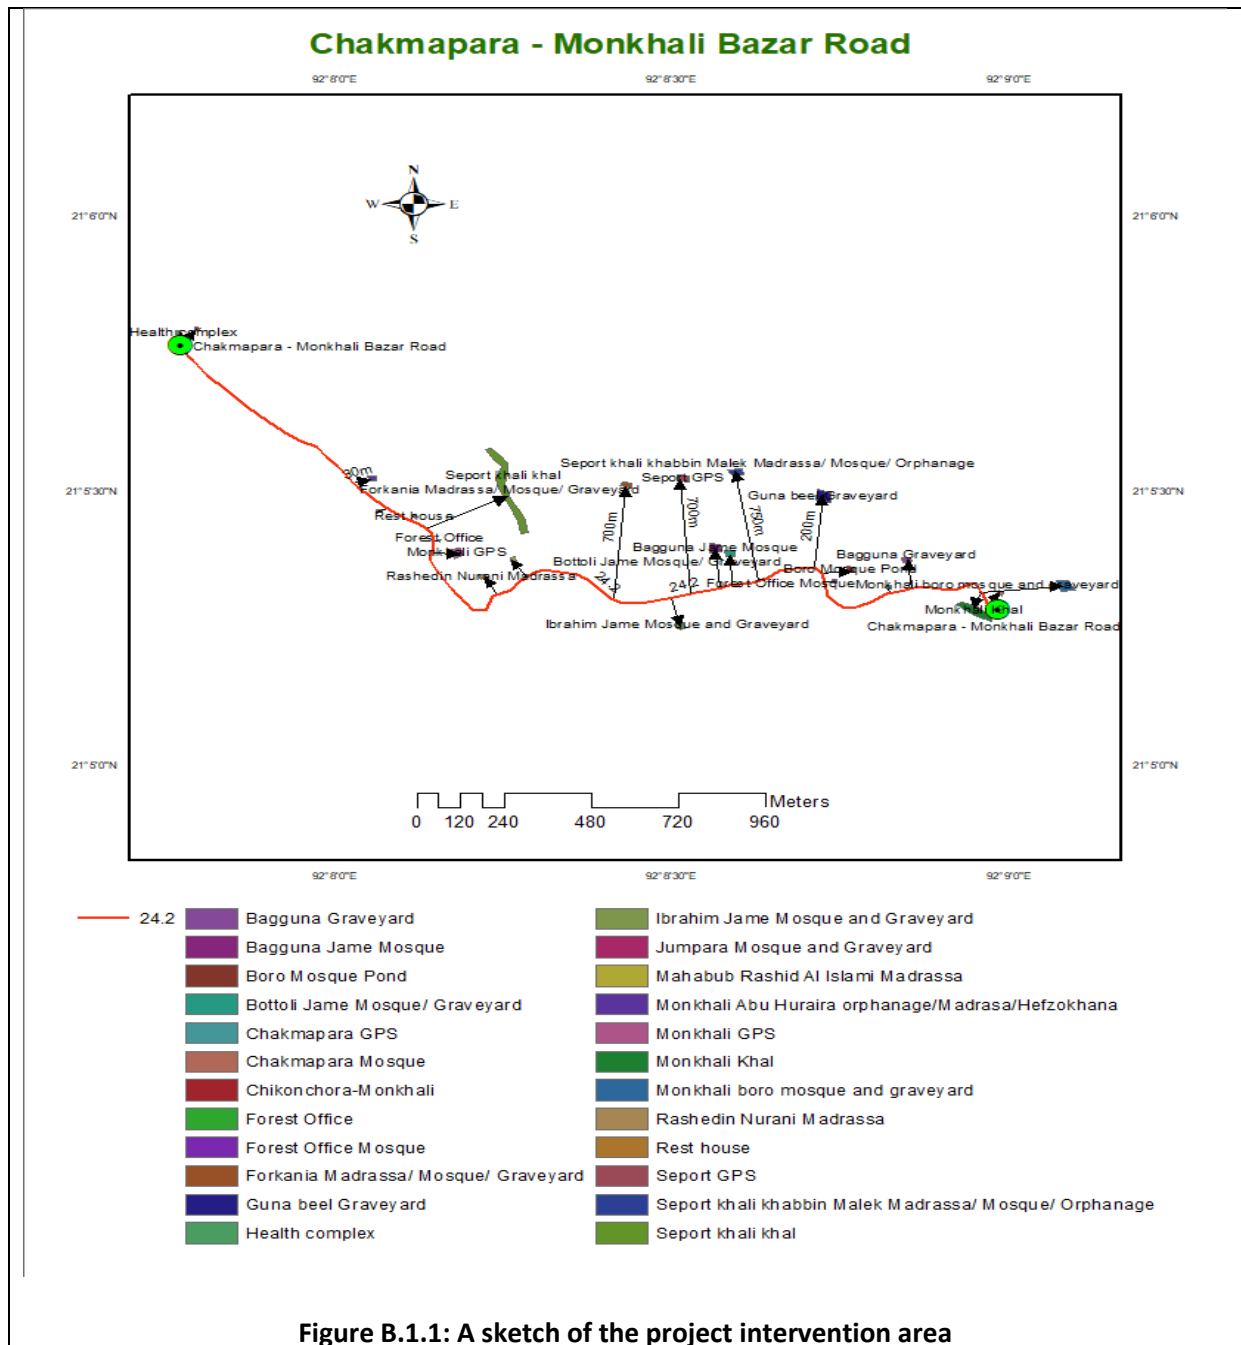 Chakmapara - Monkhali Bazar Road
92°8'0"E 92°8'30"E 92°9'0"E
N
W E
S
21°6'0"N 21°6'0"N
Health complex
Chakmapara - Monkhali Bazar Road
Seport khali khabbin Malek Madrassa/ Mosque/ Orphanage
30m Seport khali khal Seport GPS
21°5'30"N Forkania Madrassa/ Mosque/ Graveyard Guna beel Graveyard 21°5'30"N
Rest house 700m 700m 750m 200m
Forest Office
Monkhali GPS Bagguna Jame Mosque Bagguna Graveyard
Bottoli Jame Mosque/ Graveyard Boro Mosque Pond
Rashedin Nurani Madrassa 24.2 24.2 Forest Office Mosque Monkhali boro mosque and graveyard
Monkhali Khal
Ibrahim Jame Mosque and Graveyard Chakmapara - Monkhali Bazar Road
21°5'0"N 21°5'0"N
Meters
0 120 240 480 720 960
92°8'0"E 92°8'30"E 92°9'0"E
24.2 Bagguna Graveyard Ibrahim Jame Mosque and Graveyard
Bagguna Jame Mosque Jumpara Mosque and Graveyard
Boro Mosque Pond Mahabub Rashid Al Islami Madrassa
Bottoli Jame Mosque/ Graveyard Monkhali Abu Huraira orphanage/Madrasa/Hefzokhana
Chakmapara GPS Monkhali GPS
Chakmapara Mosque Monkhali Khal
Chikonchora-Monkhali Monkhali boro mosque and graveyard
Forest Office Rashedin Nurani Madrassa
Forest Office Mosque Rest house
Forkania Madrassa/ Mosque/ Graveyard Seport GPS
Guna beel Graveyard Seport khali khabbin Malek Madrassa/ Mosque/ Orphanage
Health complex Seport khali khal
Figure B.1.1: A sketch of the project intervention area